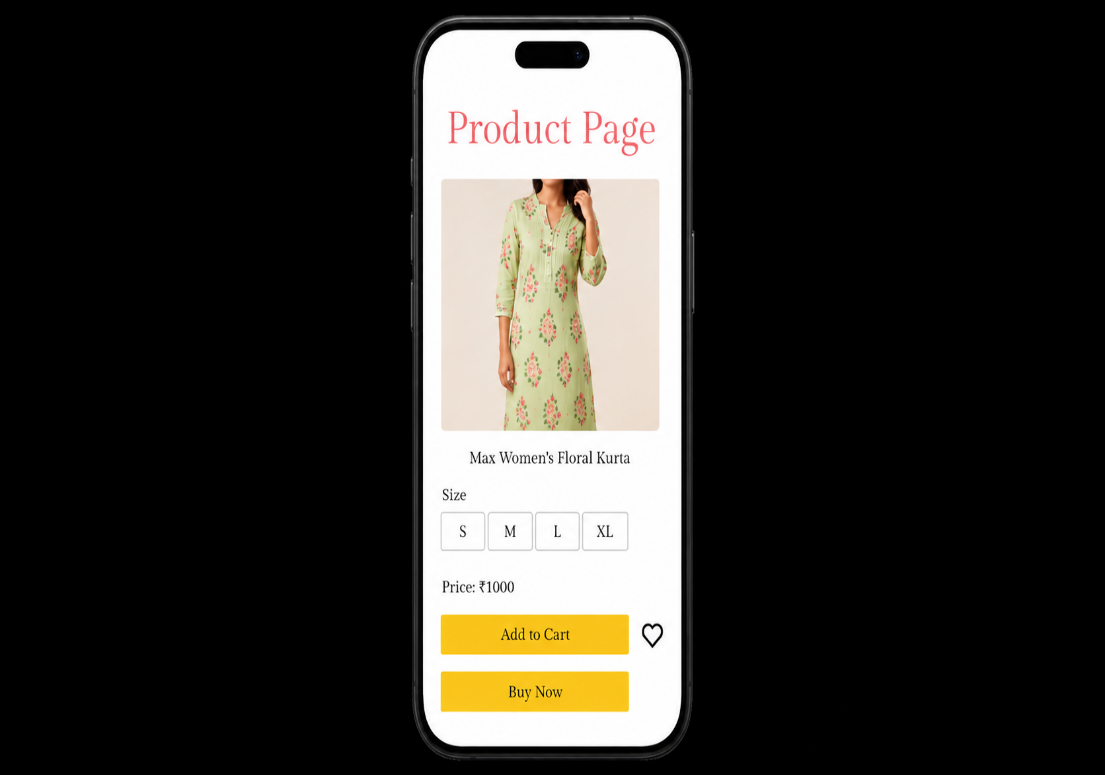 Product Page
Max Women's Floral Kurta
Size
S M L XL
Price: ₹1000
Add to Cart
Buy Now